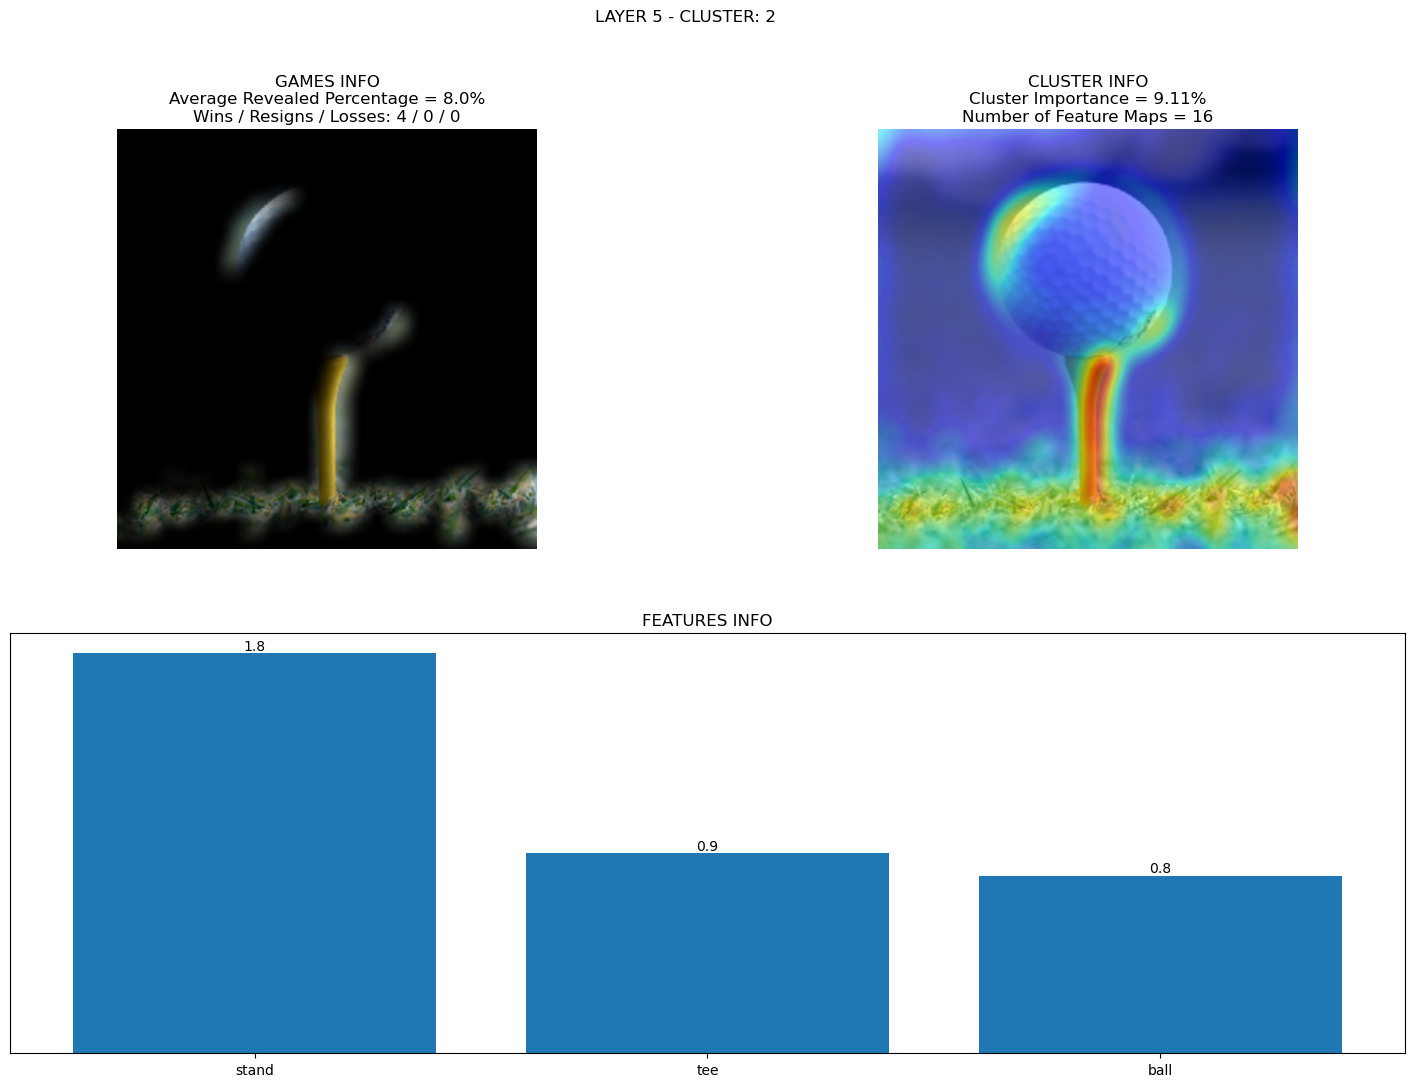 LAYER 5 - CLUSTER: 2
GAMES INFO
Average Revealed Percentage = 8.0%
Wins / Resigns / Losses: 4 / 0 / 0
CLUSTER INFO
Cluster Importance = 9.11%
Number of Feature Maps = 16
FEATURES INFO
1.8
0.9
0.8
stand
tee
ball